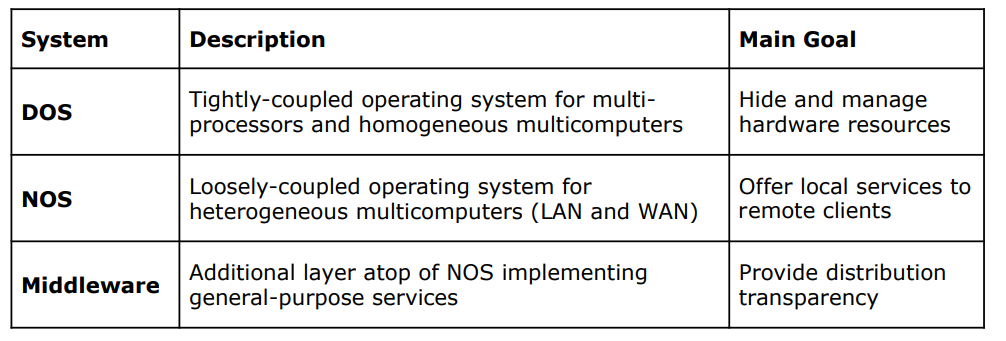 System Description Main Goal
DOS
Tightly-coupled operating system for multi-
processors and homogeneous multicomputers
Hide and manage
hardware resources
NOS
Loosely-coupled operating system for
heterogeneous multicomputers (LAN and WAN)
Offer local services to
remote clients
Middleware
Additional layer atop of NOS implementing
general-purpose services
Provide distribution
transparency